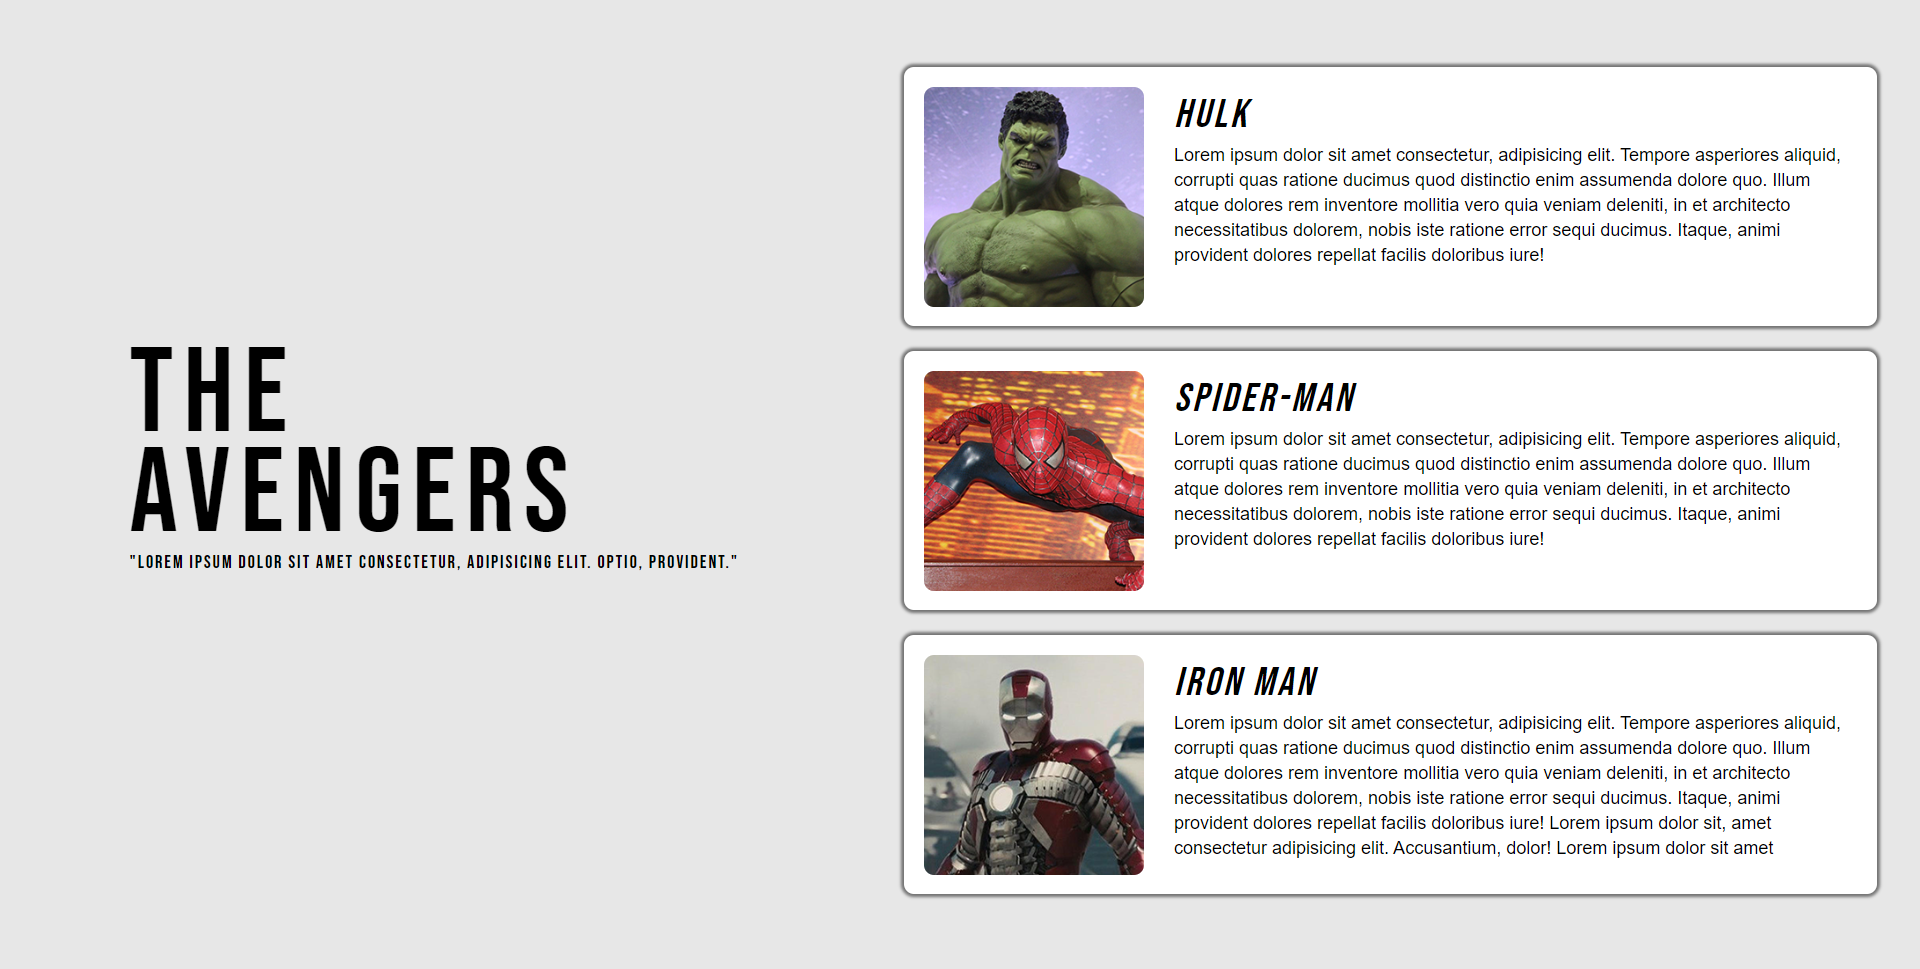 THE
AVENGERS
"LOREM IPSUM DOLOR SIT AMET CONSECTETUR, ADIPISICING ELIT. OPTIO, PROVIDENT."
HULK
Lorem ipsum dolor sit amet consectetur, adipisicing elit. Tempore asperiores aliquid,
corrupti quas ratione ducimus quod distinctio enim assumenda dolore quo. Illum
atque dolores rem inventore mollitia vero quia veniam deleniti, in et architecto
necessitatibus dolorem, nobis iste ratione error sequi ducimus. Itaque, animi
provident dolores repellat facilis doloribus iure!
SPIDER-MAN
Lorem ipsum dolor sit amet consectetur, adipisicing elit. Tempore asperiores aliquid,
corrupti quas ratione ducimus quod distinctio enim assumenda dolore quo. Illum
atque dolores rem inventore mollitia vero quia veniam deleniti, in et architecto
necessitatibus dolorem, nobis iste ratione error sequi ducimus. Itaque, animi
provident dolores repellat facilis doloribus iure!
IRON MAN
Lorem ipsum dolor sit amet consectetur, adipisicing elit. Tempore asperiores aliquid,
corrupti quas ratione ducimus quod distinctio enim assumenda dolore quo. Illum
atque dolores rem inventore mollitia vero quia veniam deleniti, in et architecto
necessitatibus dolorem, nobis iste ratione error sequi ducimus. Itaque, animi
provident dolores repellat facilis doloribus iure! Lorem ipsum dolor sit, amet
consectetur adipisicing elit. Accusantium, dolor! Lorem ipsum dolor sit amet